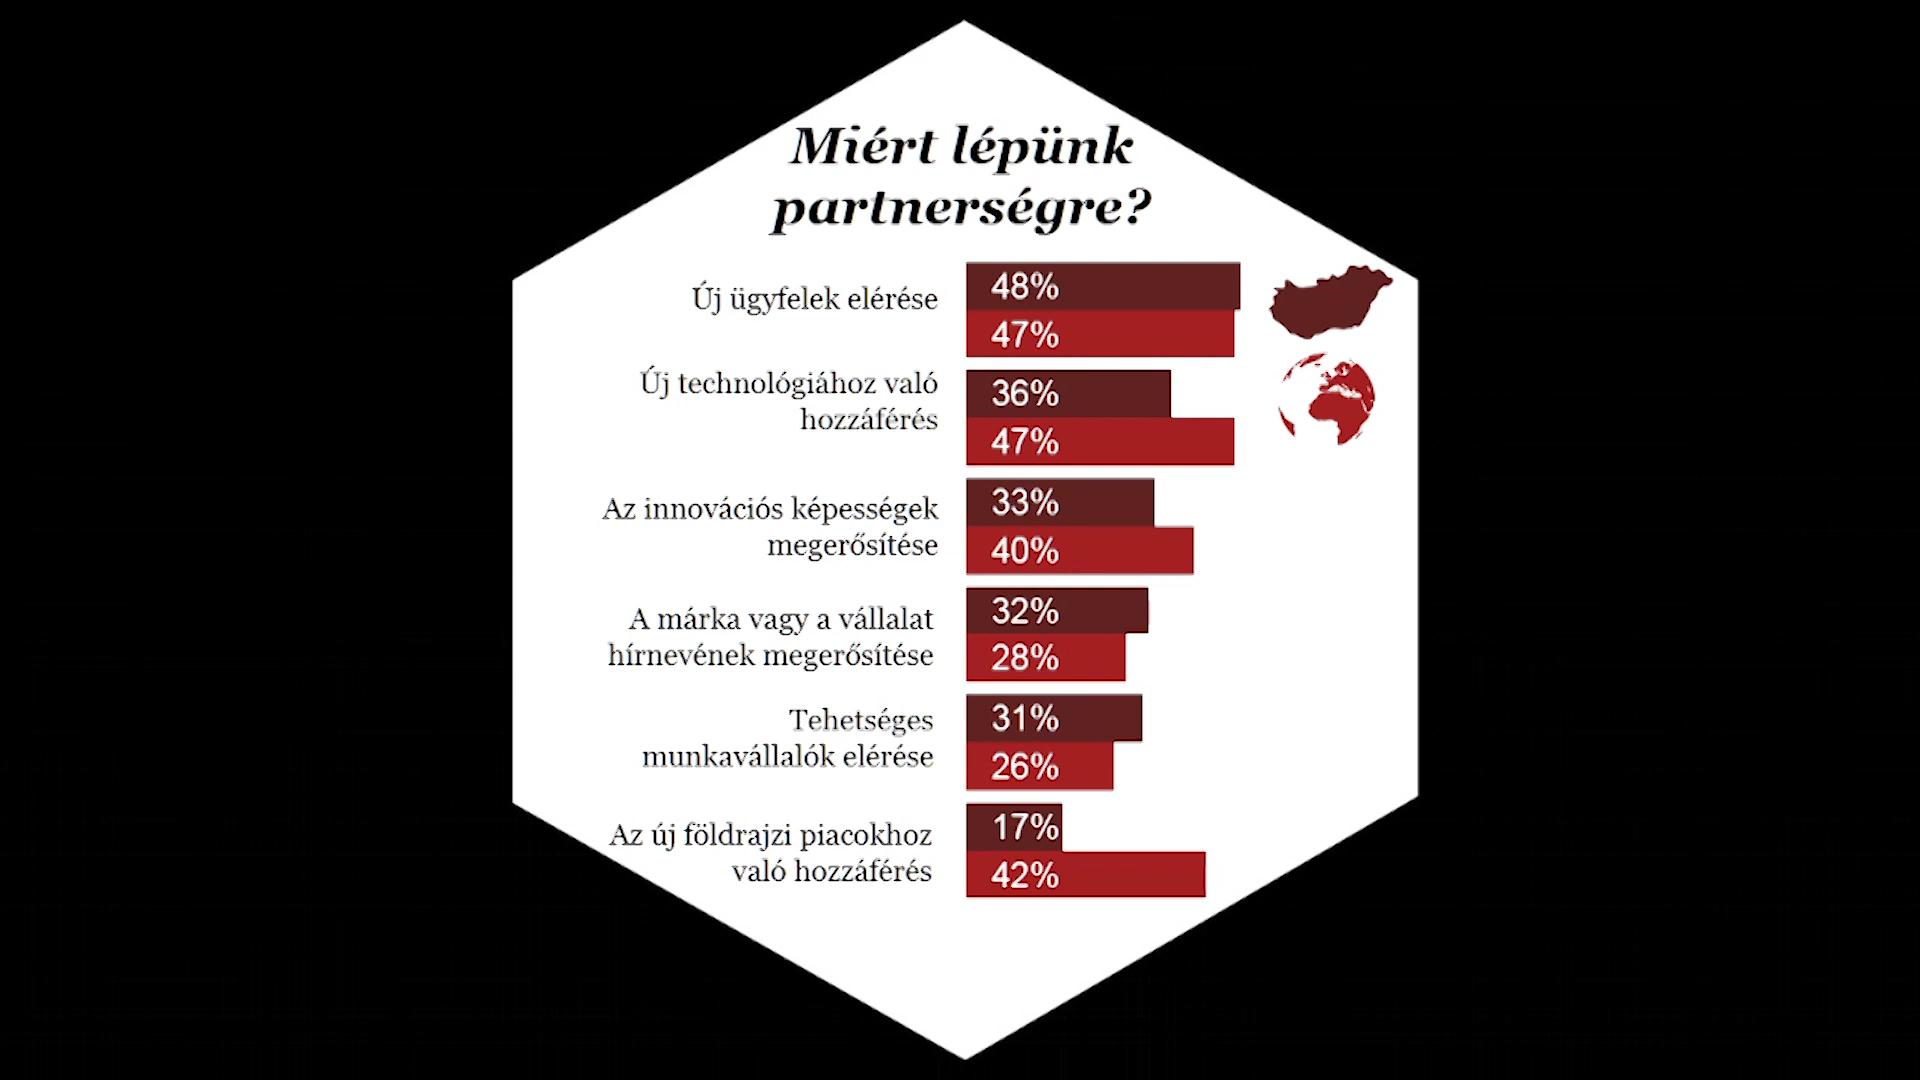 Miért lépünk
partnerségre?
Új ügyfelek elérése
48%
47%
Új technológiához való
hozzáférés
36%
47%
Az innovációs képességek
megerősítése
33%
40%
A márka vagy a vállalat
hírnevének megerősítése
32%
28%
Tehetséges
munkavállalók elérése
31%
26%
Az új földrajzi piacokhoz
való hozzáférés
17%
42%